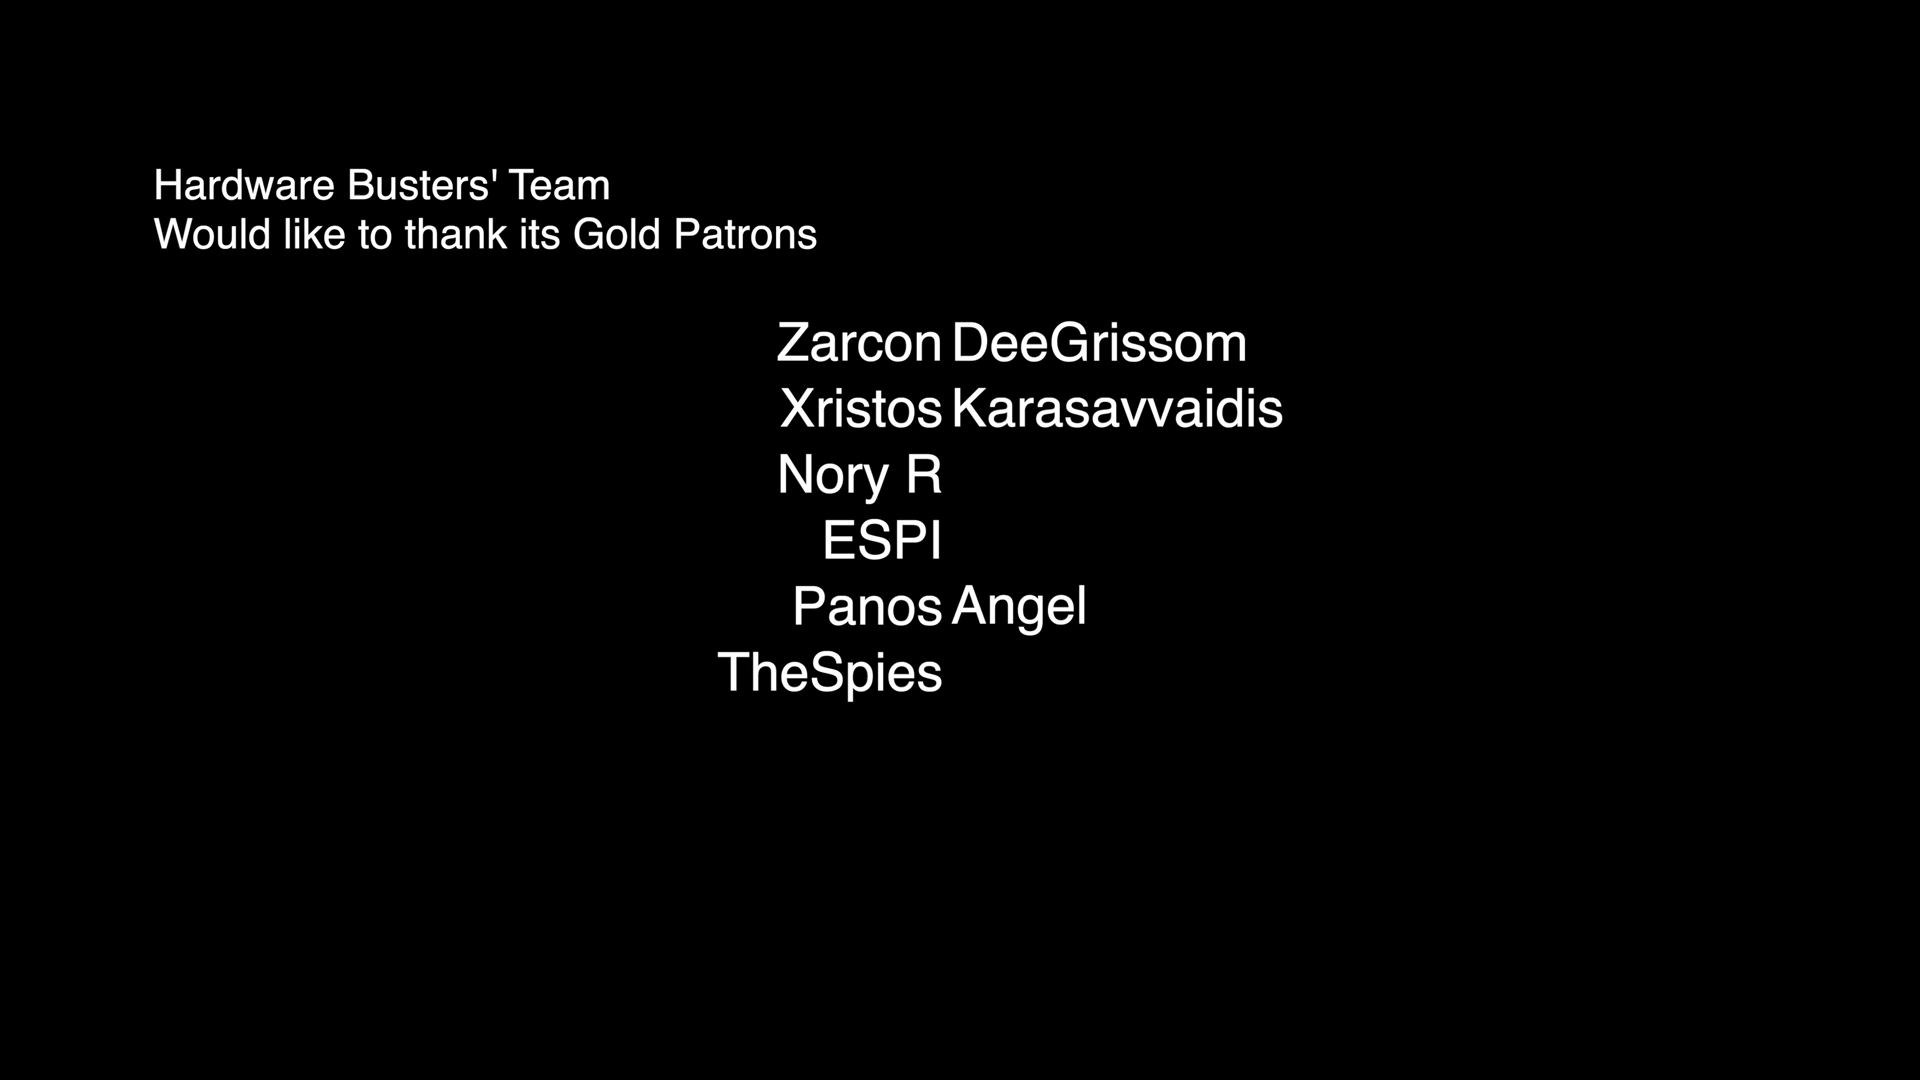 Hardware Busters' Team
Would like to thank its Gold Patrons
Zarcon DeeGrissom
Xristos Karasavvaidis
Nory R
ESPI
Panos Angel
TheSpies